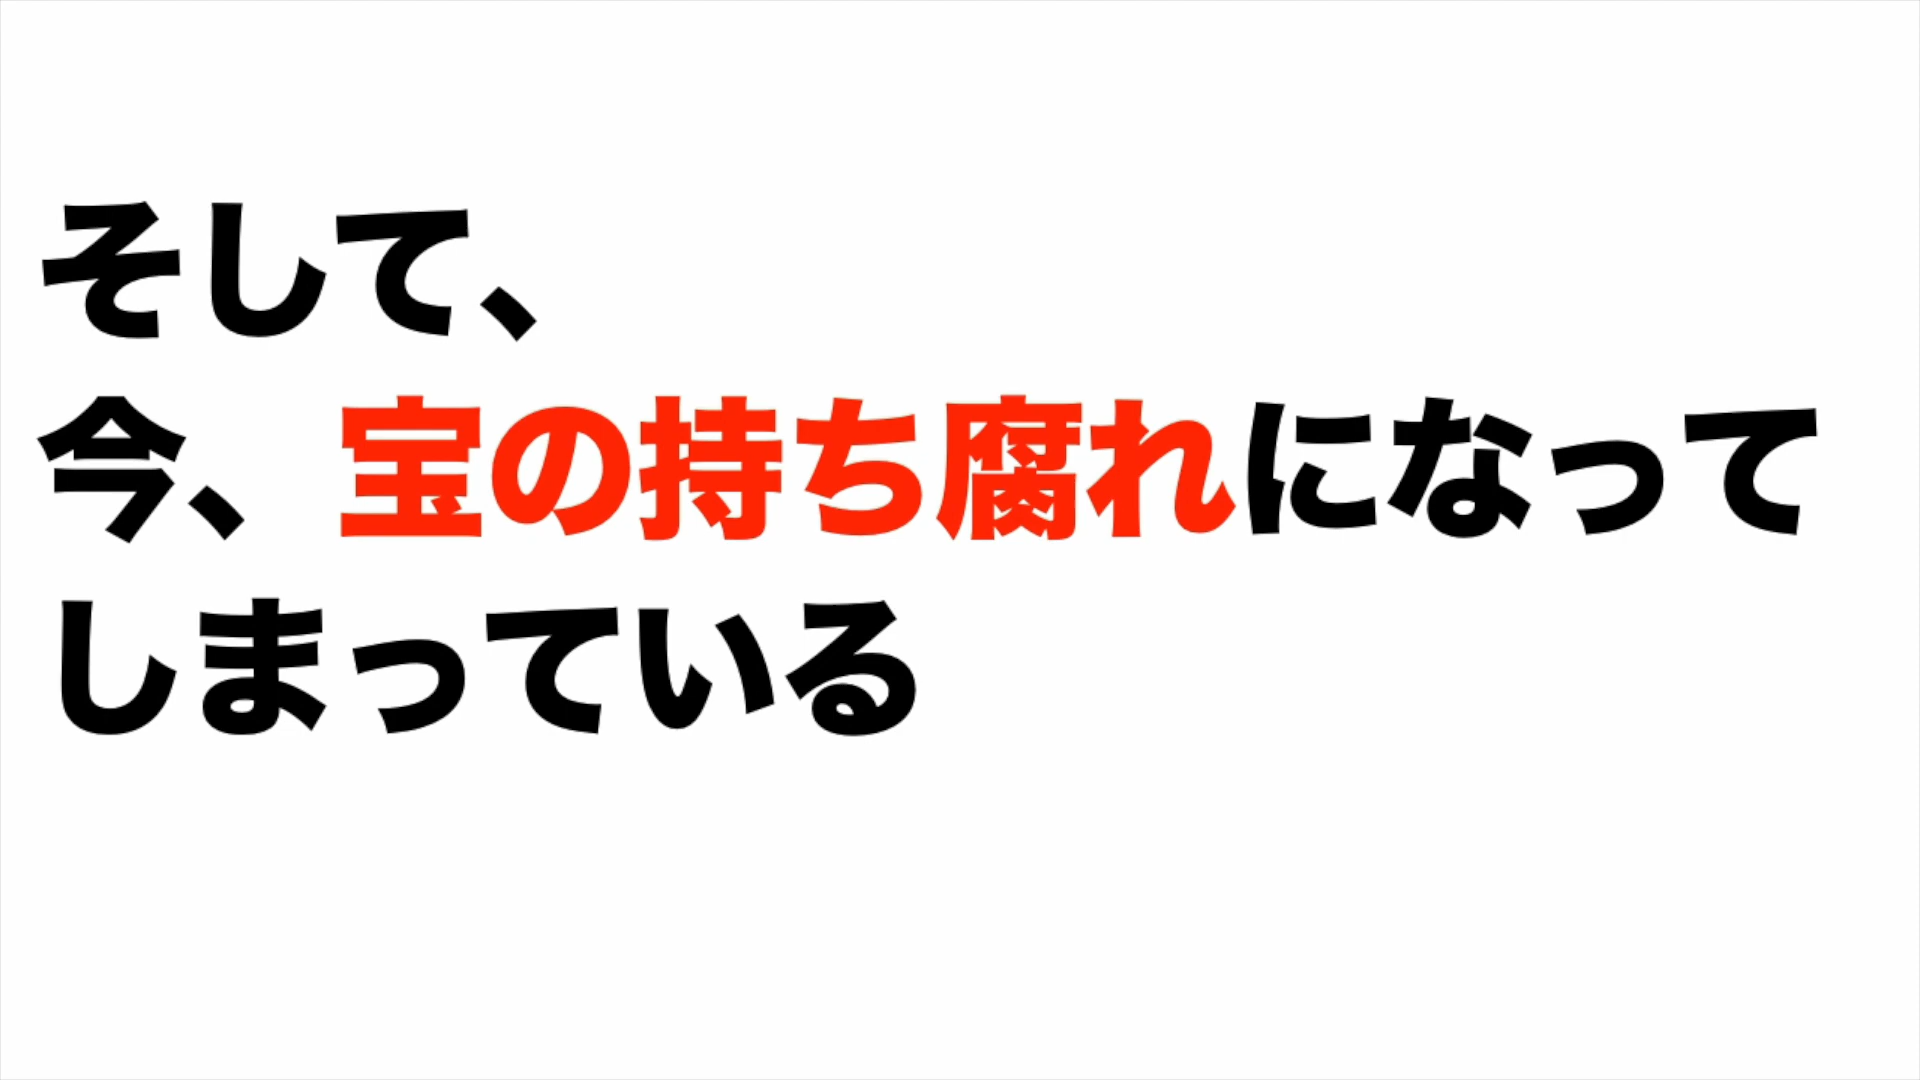 そして、
今、宝の持ち腐れになって
しまっている